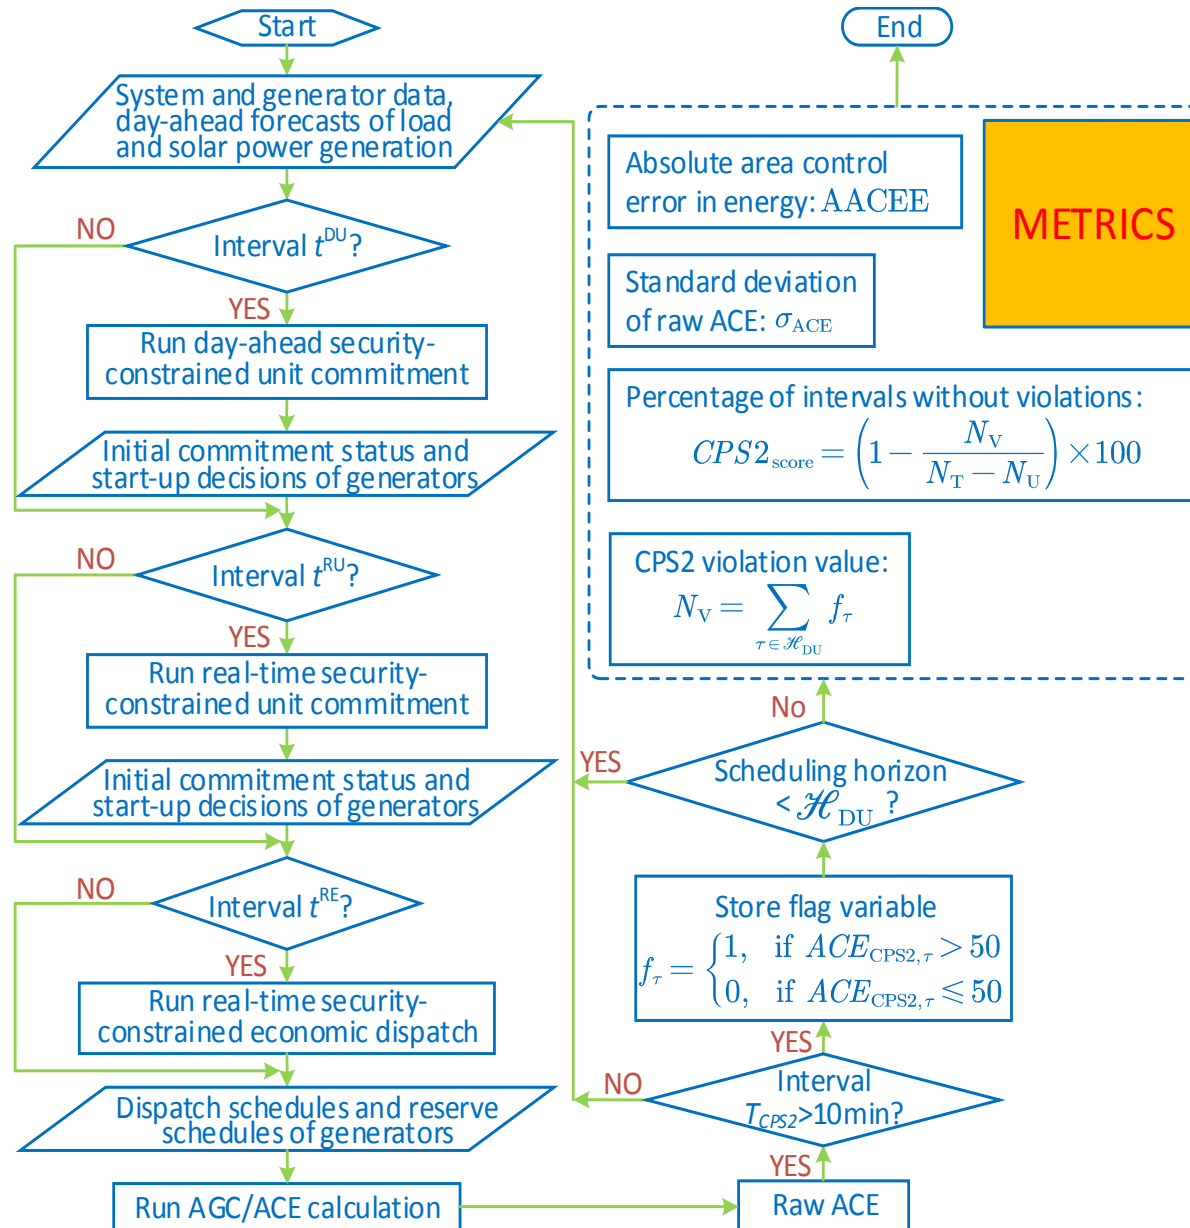 Start
System and generator data,
day-ahead forecasts of load
and solar power generation
NO
Interval t^DU?
YES
Run day-ahead security-
constrained unit commitment
Initial commitment status and
start-up decisions of generators
NO
Interval t^RU?
YES
Run real-time security-
constrained unit commitment
Initial commitment status and
start-up decisions of generators
NO
Interval t^RE?
YES
Run real-time security-
constrained economic dispatch
Dispatch schedules and reserve
schedules of generators
Run AGC/ACE calculation
Raw ACE
YES
Interval
T_CPS2>10min?
NO
YES
Store flag variable
f_τ = {1, if ACE_CPS2,τ > 50
0, if ACE_CPS2,τ ⩽ 50
Scheduling horizon
< ℋ_DU ?
YES
No
CPS2 violation value:
N_V = ∑_{τ∈ℋ_DU} f_τ
Percentage of intervals without violations:
CPS2_score = (1 − N_V / (N_T − N_U)) × 100
Standard deviation
of raw ACE: σ_ACE
Absolute area control
error in energy: AACEE
METRICS
End